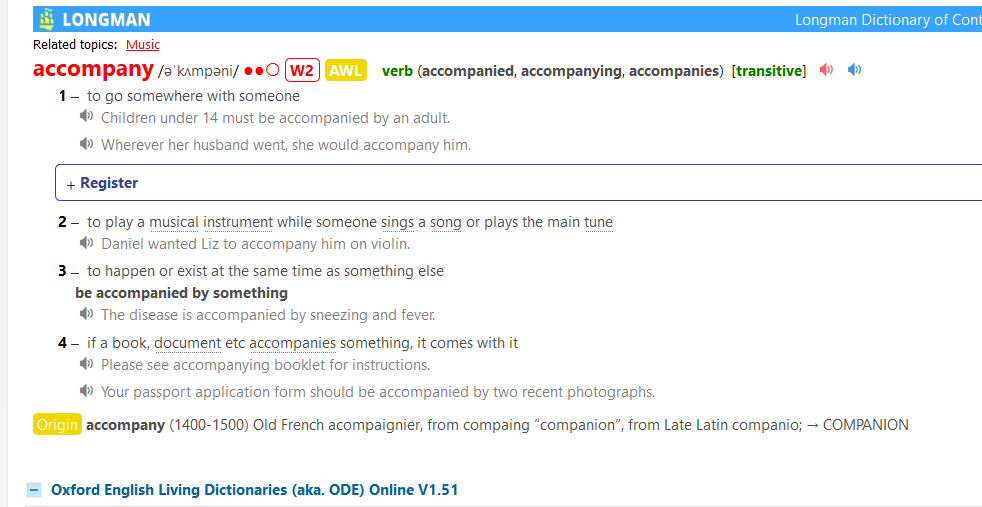 LONGMAN Longman Dictionary of Cont
Related topics: Music
accompany /əˈkʌmpəni/ ●●○ W2 AWL verb (accompanied, accompanying, accompanies) [transitive]
1 – to go somewhere with someone
Children under 14 must be accompanied by an adult.
Wherever her husband went, she would accompany him.
+ Register
2 – to play a musical instrument while someone sings a song or plays the main tune
Daniel wanted Liz to accompany him on violin.
3 – to happen or exist at the same time as something else
be accompanied by something
The disease is accompanied by sneezing and fever.
4 – if a book, document etc accompanies something, it comes with it
Please see accompanying booklet for instructions.
Your passport application form should be accompanied by two recent photographs.
Origin accompany (1400-1500) Old French acompaignier, from compaing “companion”, from Late Latin companio; → COMPANION
− Oxford English Living Dictionaries (aka. ODE) Online V1.51